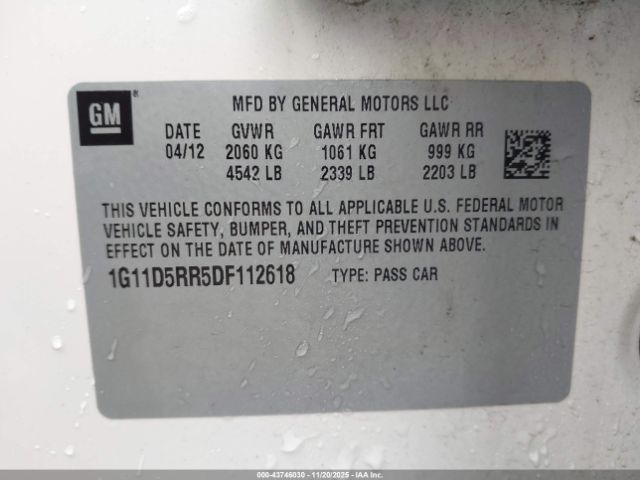 GM ®
MFD BY GENERAL MOTORS LLC
DATE GVWR GAWR FRT GAWR RR
04/12 2060 KG 1061 KG 999 KG
4542 LB 2339 LB 2203 LB
THIS VEHICLE CONFORMS TO ALL APPLICABLE U.S. FEDERAL MOTOR
VEHICLE SAFETY, BUMPER, AND THEFT PREVENTION STANDARDS IN
EFFECT ON THE DATE OF MANUFACTURE SHOWN ABOVE.
1G11D5RR5DF112618 TYPE: PASS CAR
000-43746030 - 11/20/2025 - IAAI.com